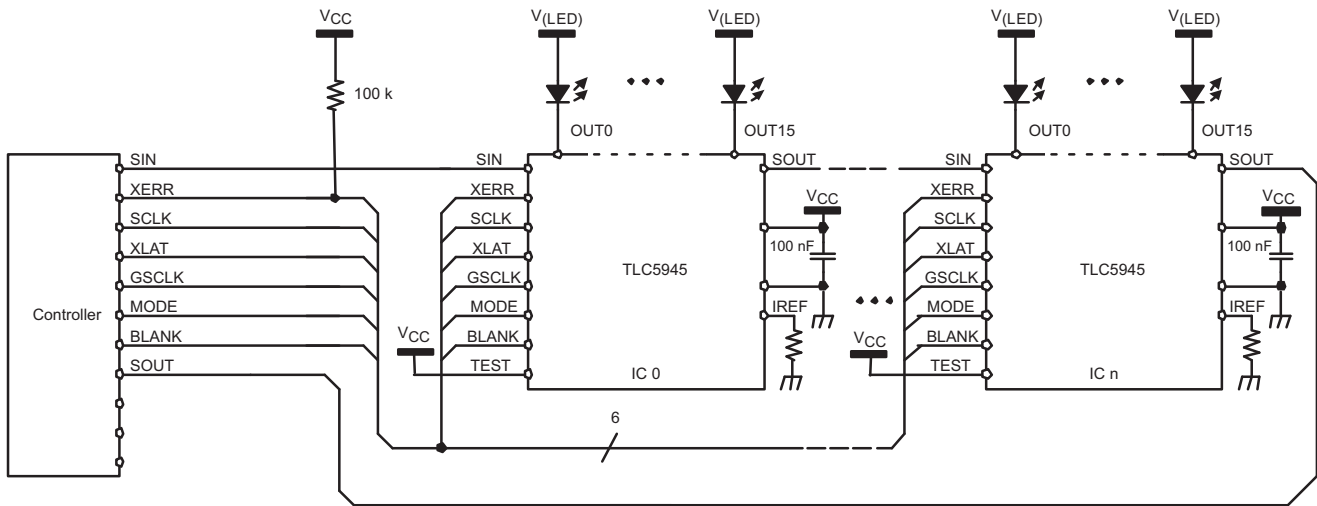 VCC
V(LED)
V(LED)
V(LED)
V(LED)
100 k
OUT0
OUT15
OUT0
OUT15
SIN
SIN
SOUT
SIN
SOUT
XERR
XERR
VCC
XERR
VCC
SCLK
SCLK
SCLK
100 nF
100 nF
XLAT
XLAT
XLAT
TLC5945
TLC5945
GSCLK
GSCLK
GSCLK
Controller
MODE
MODE
IREF
MODE
IREF
BLANK
VCC
BLANK
VCC
BLANK
SOUT
TEST
IC 0
TEST
IC n
6